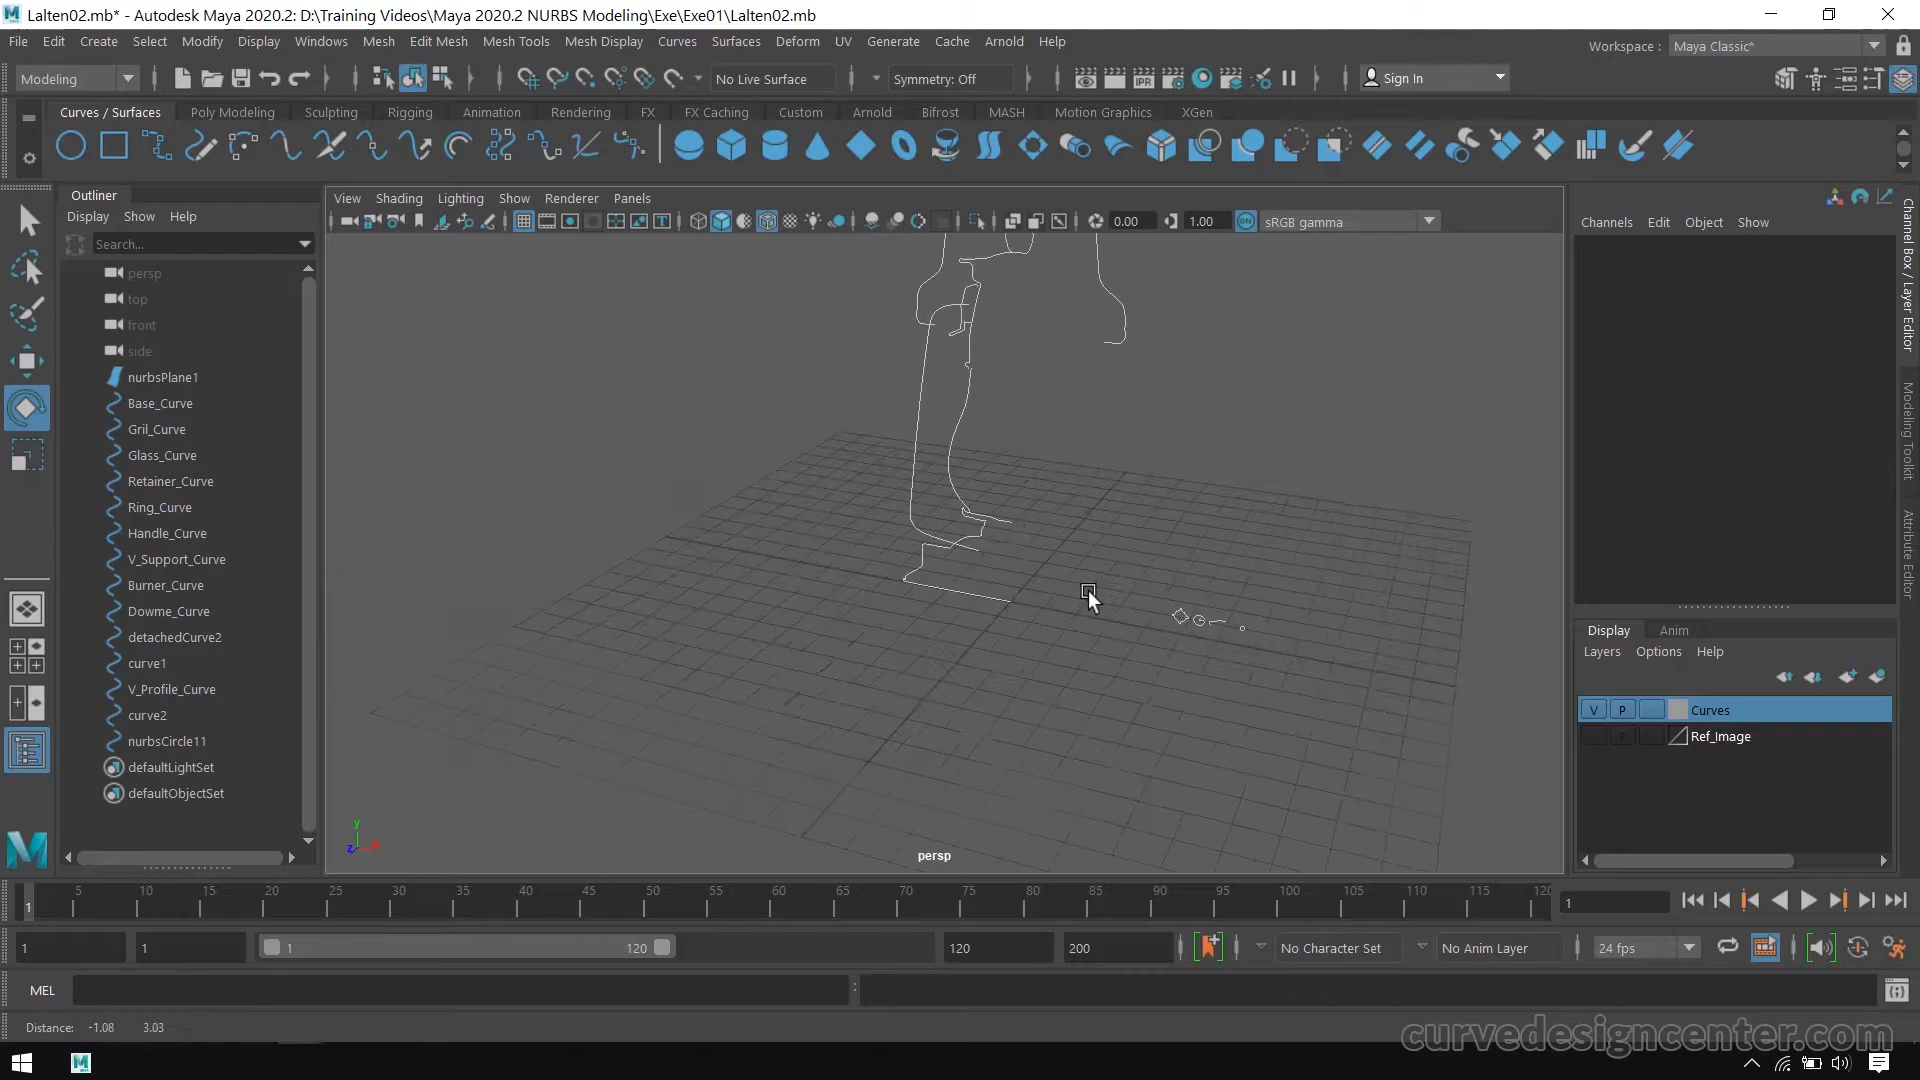 Lalten02.mb* - Autodesk Maya 2020.2: D:\Training Videos\Maya 2020.2 NURBS Modeling\Exe\Exe01\Lalten02.mb
File Edit Create Select Modify Display Windows Mesh Edit Mesh Mesh Tools Mesh Display Curves Surfaces Deform UV Generate Cache Arnold Help
Workspace : Maya Classic*
Modeling No Live Surface Symmetry: Off IPR Sign In
Curves / Surfaces Poly Modeling Sculpting Rigging Animation Rendering FX FX Caching Custom Arnold Bifrost MASH Motion Graphics XGen
Outliner
Display Show Help
Search...
persp
top
front
side
nurbsPlane1
Base_Curve
Gril_Curve
Glass_Curve
Retainer_Curve
Ring_Curve
Handle_Curve
V_Support_Curve
Burner_Curve
Dowme_Curve
detachedCurve2
curve1
V_Profile_Curve
curve2
nurbsCircle11
defaultLightSet
defaultObjectSet
View Shading Lighting Show Renderer Panels
0.00 1.00 ON sRGB gamma
y
z x
persp
Channels Edit Object Show
Channel Box / Layer Editor
Modeling Toolkit
Attribute Editor
Display Anim
Layers Options Help
V P Curves
Ref_Image
1 5 10 15 20 25 30 35 40 45 50 55 60 65 70 75 80 85 90 95 100 105 110 115 120
1
1 1 1 120 120 200 No Character Set No Anim Layer 24 fps
MEL
Distance: -1.08 3.03
curvedesigncenter.com